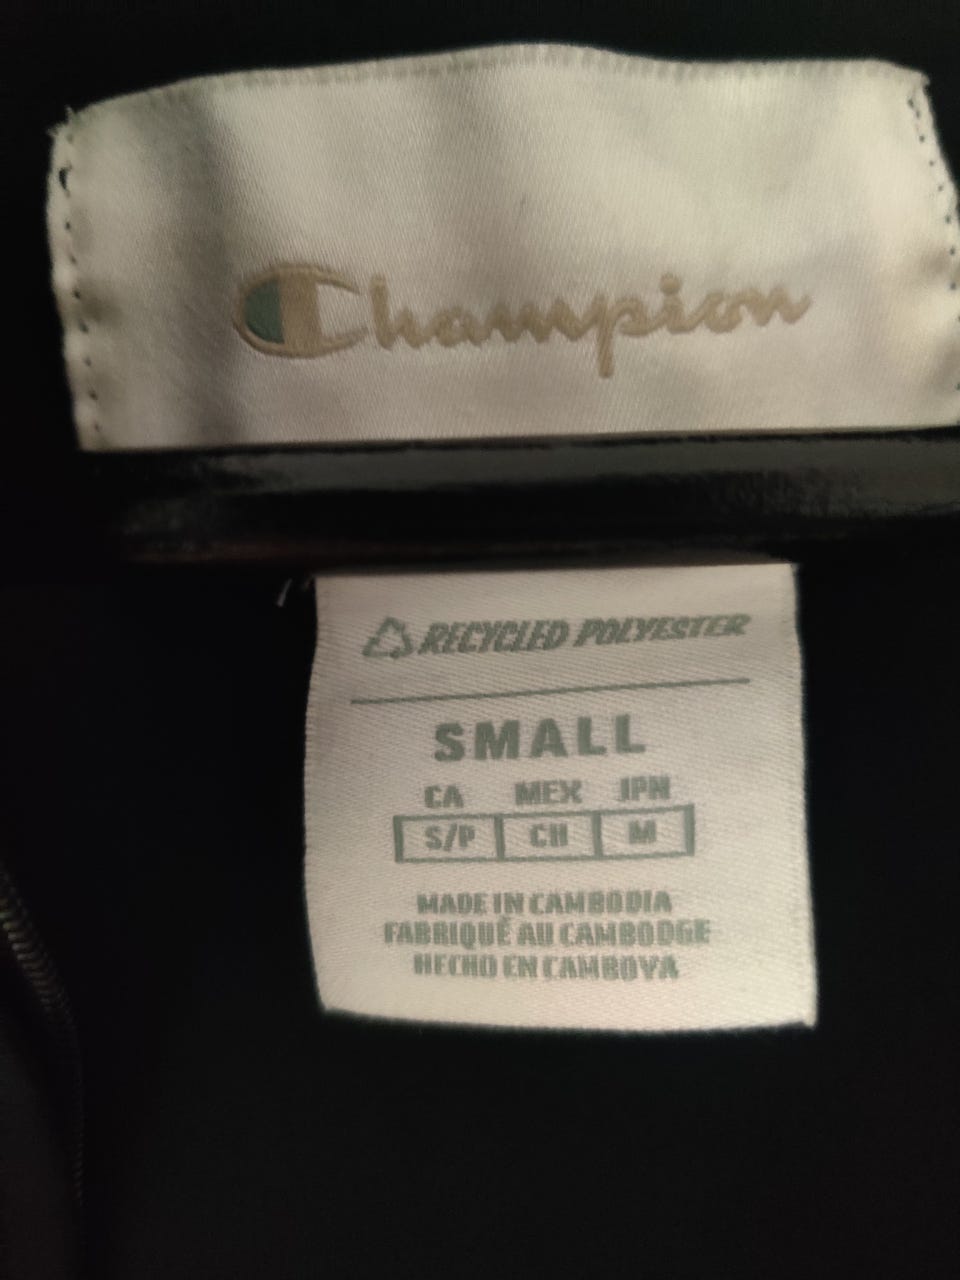 Champion
RECYCLED POLYESTER
SMALL
CA MEX JPN
S/P CH M
MADE IN CAMBODIA
FABRIQUÉ AU CAMBODGE
HECHO EN CAMBOYA